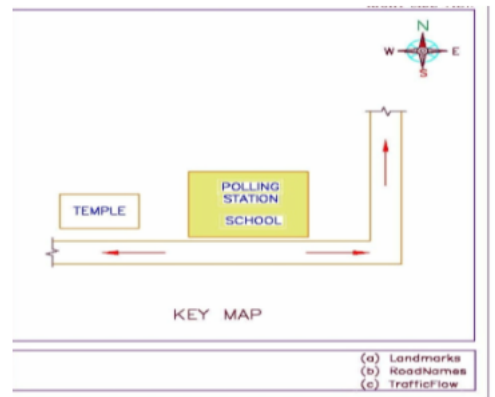 N
W E
S
POLLING
STATION
TEMPLE
SCHOOL
KEY MAP
(a) Landmarks
(b) RoadNames
(c) TrafficFlow